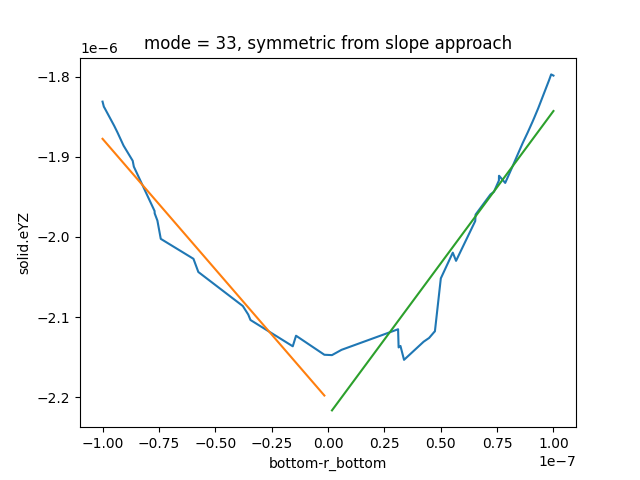 mode = 33, symmetric from slope approach
1e−6
−1.8
−1.9
−2.0
−2.1
−2.2
solid.eYZ
−1.00 −0.75 −0.50 −0.25 0.00 0.25 0.50 0.75 1.00
bottom-r_bottom
1e−7